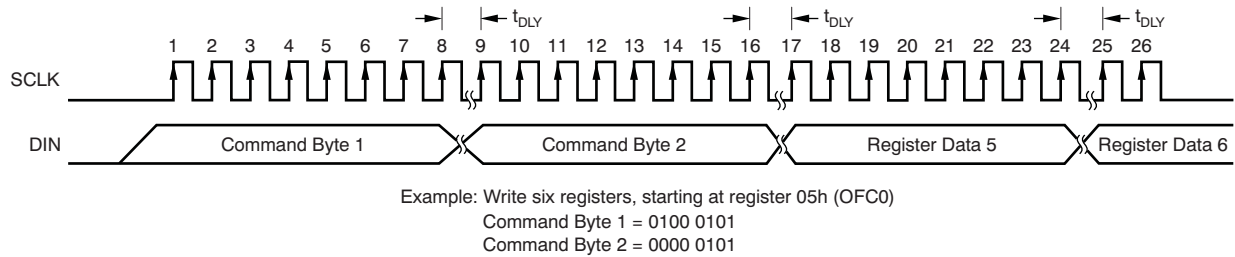 t_DLY t_DLY t_DLY
1 2 3 4 5 6 7 8 9 10 11 12 13 14 15 16 17 18 19 20 21 22 23 24 25 26
SCLK
DIN Command Byte 1 Command Byte 2 Register Data 5 Register Data 6
Example: Write six registers, starting at register 05h (OFC0)
Command Byte 1 = 0100 0101
Command Byte 2 = 0000 0101